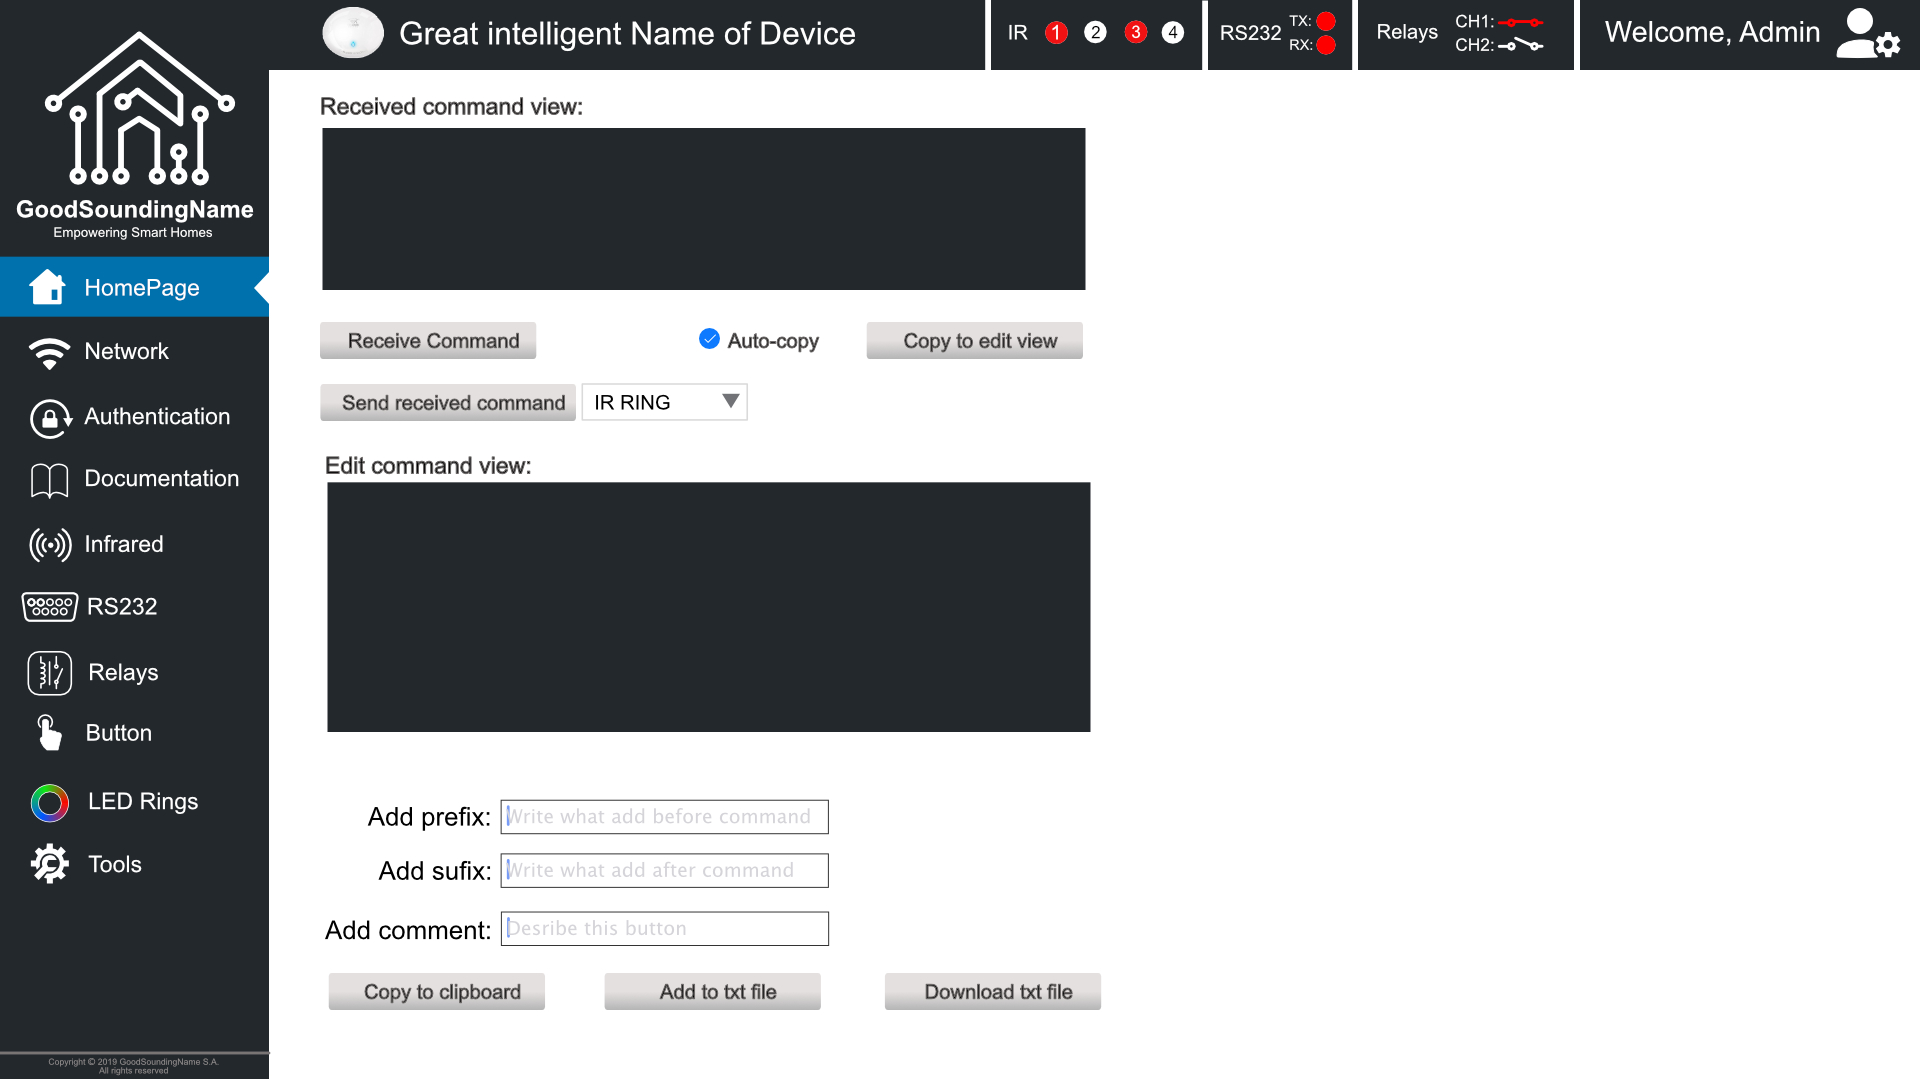 Great intelligent Name of Device
IR 1 2 3 4
RS232
TX:
RX:
Relays
CH1:
CH2:
Welcome, Admin
GoodSoundingName
Empowering Smart Homes
HomePage
Network
Authentication
Documentation
Infrared
RS232
Relays
Button
LED Rings
Tools
Copyright © 2019 GoodSoundingName S.A.
All rights reserved
Received command view:
Receive Command
Auto-copy
Copy to edit view
Send received command
IR RING
Edit command view:
Add prefix: Write what add before command
Add sufix: Write what add after command
Add comment: Desribe this button
Copy to clipboard
Add to txt file
Download txt file